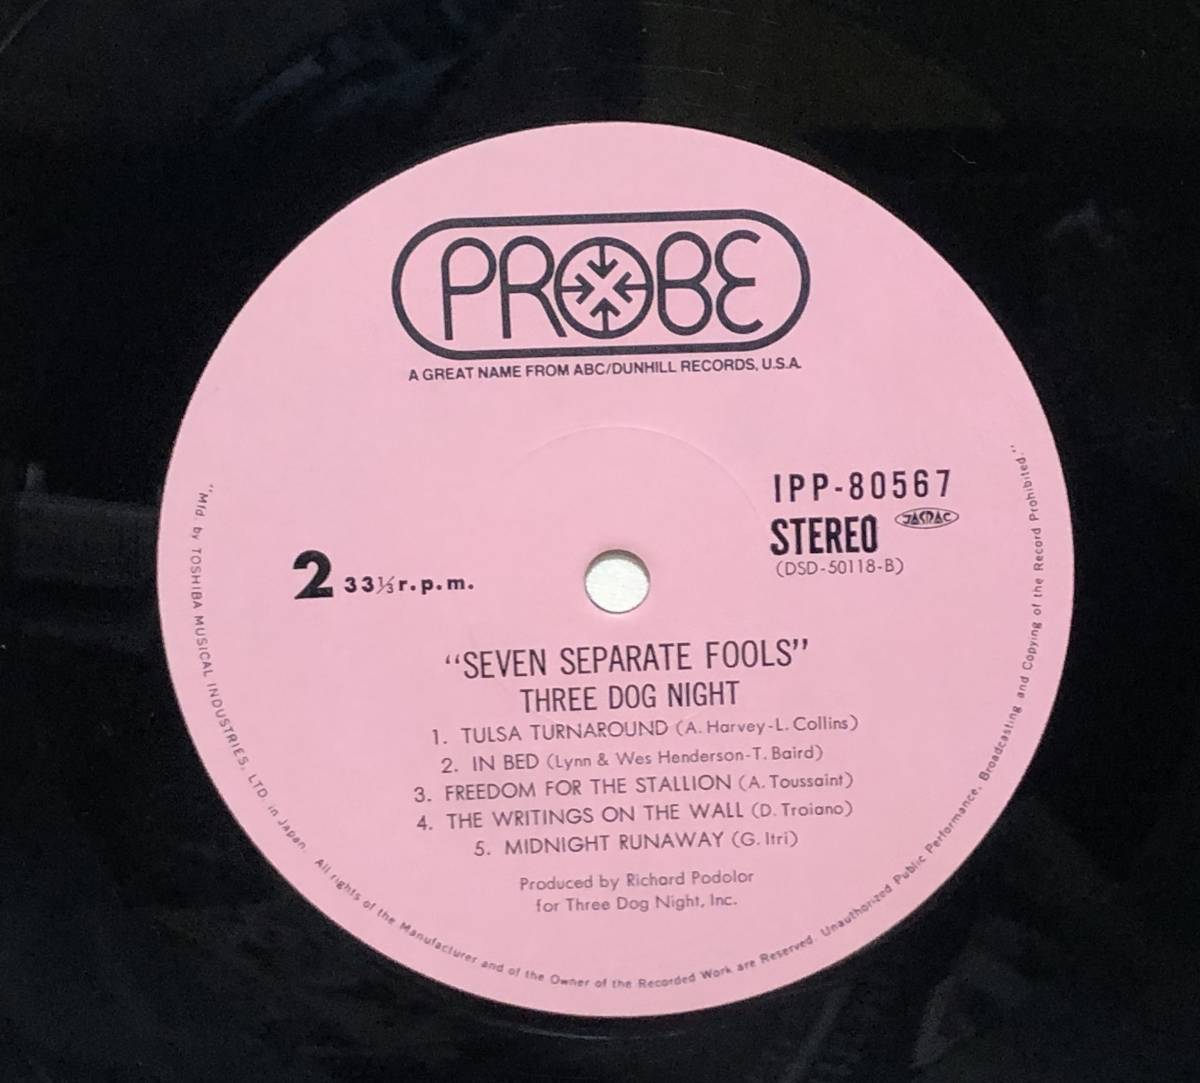 PROBE
A GREAT NAME FROM ABC/DUNHILL RECORDS, U.S.A.
IPP-80567
STEREO JASRAC
(DSD-50118-B)
2 33⅓ r.p.m.
"SEVEN SEPARATE FOOLS"
THREE DOG NIGHT
1. TULSA TURNAROUND (A. Harvey-L. Collins)
2. IN BED (Lynn & Wes Henderson-T. Baird)
3. FREEDOM FOR THE STALLION (A. Toussaint)
4. THE WRITINGS ON THE WALL (D. Troiano)
5. MIDNIGHT RUNAWAY (G. Itri)
Produced by Richard Podolor
for Three Dog Night, Inc.
"Mfd. by TOSHIBA MUSICAL INDUSTRIES, LTD. in Japan. All rights of the Manufacturer and of the Owner of the Recorded Work are Reserved. Unauthorized Public Performance, Broadcasting and Copying of the Record Prohibited."